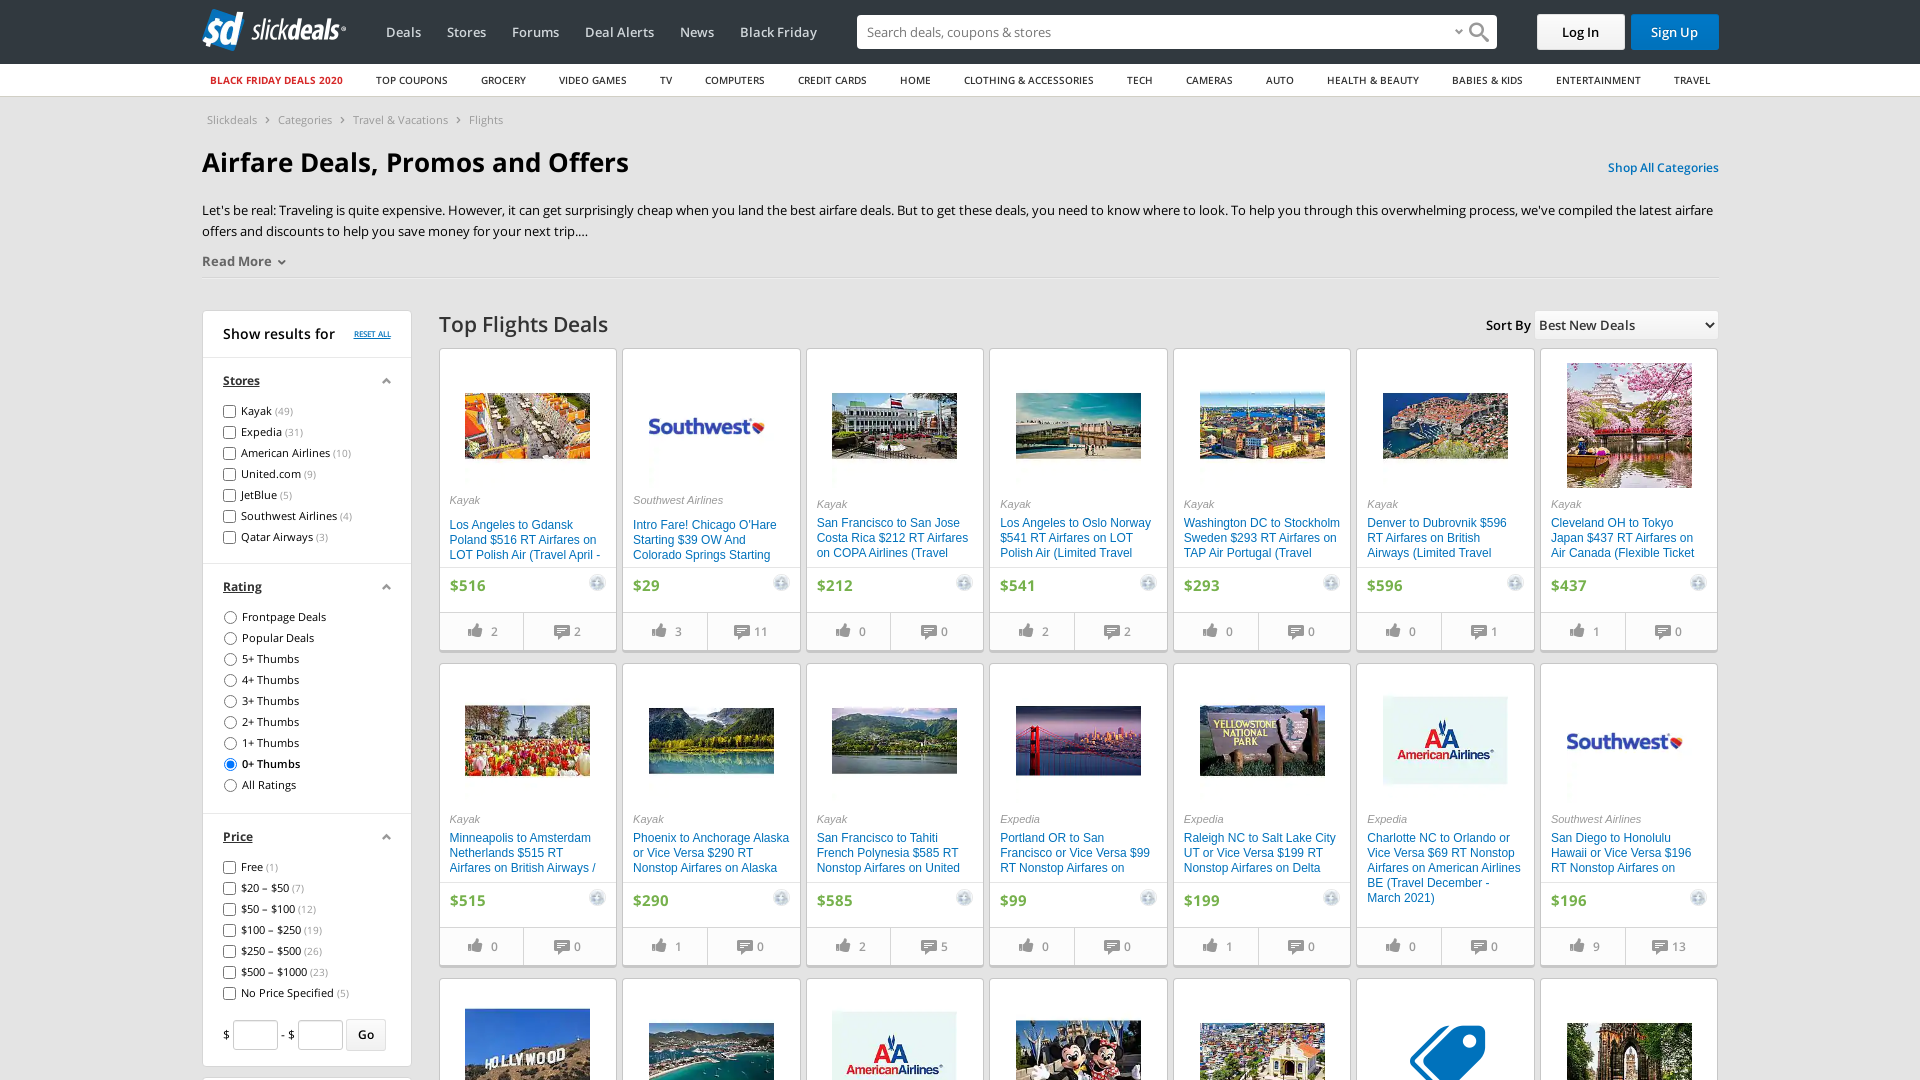 sd slickdeals
Deals
Stores
Forums
Deal Alerts
News
Black Friday
Search deals, coupons & stores
Log In
Sign Up
BLACK FRIDAY DEALS 2020
TOP COUPONS
GROCERY
VIDEO GAMES
TV
COMPUTERS
CREDIT CARDS
HOME
CLOTHING & ACCESSORIES
TECH
CAMERAS
AUTO
HEALTH & BEAUTY
BABIES & KIDS
ENTERTAINMENT
TRAVEL
Slickdeals > Categories > Travel & Vacations > Flights
Airfare Deals, Promos and Offers
Shop All Categories
Let's be real: Traveling is quite expensive. However, it can get surprisingly cheap when you land the best airfare deals. But to get these deals, you need to know where to look. To help you through this overwhelming process, we've compiled the latest airfare
offers and discounts to help you save money for your next trip....
Read More
Show results for
RESET ALL
Stores
Kayak (49)
Expedia (31)
American Airlines (10)
United.com (9)
JetBlue (5)
Southwest Airlines (4)
Qatar Airways (3)
Rating
Frontpage Deals
Popular Deals
5+ Thumbs
4+ Thumbs
3+ Thumbs
2+ Thumbs
1+ Thumbs
0+ Thumbs
All Ratings
Price
Free (1)
$20 – $50 (7)
$50 – $100 (12)
$100 – $250 (19)
$250 – $500 (26)
$500 – $1000 (23)
No Price Specified (5)
$ - $ Go
Top Flights Deals
Sort By Best New Deals
Kayak
Los Angeles to Gdansk
Poland $516 RT Airfares on
LOT Polish Air (Travel April -
$516
2
2
Southwest
Southwest Airlines
Intro Fare! Chicago O'Hare
Starting $39 OW And
Colorado Springs Starting
$29
3
11
Kayak
San Francisco to San Jose
Costa Rica $212 RT Airfares
on COPA Airlines (Travel
$212
0
0
Kayak
Los Angeles to Oslo Norway
$541 RT Airfares on LOT
Polish Air (Limited Travel
$541
2
2
Kayak
Washington DC to Stockholm
Sweden $293 RT Airfares on
TAP Air Portugal (Travel
$293
0
0
Kayak
Denver to Dubrovnik $596
RT Airfares on British
Airways (Limited Travel
$596
0
1
Kayak
Cleveland OH to Tokyo
Japan $437 RT Airfares on
Air Canada (Flexible Ticket
$437
1
0
Kayak
Minneapolis to Amsterdam
Netherlands $515 RT
Airfares on British Airways /
$515
0
0
Kayak
Phoenix to Anchorage Alaska
or Vice Versa $290 RT
Nonstop Airfares on Alaska
$290
1
0
Kayak
San Francisco to Tahiti
French Polynesia $585 RT
Nonstop Airfares on United
$585
2
5
Expedia
Portland OR to San
Francisco or Vice Versa $99
RT Nonstop Airfares on
$99
0
0
YELLOWSTONE
NATIONAL
PARK
Expedia
Raleigh NC to Salt Lake City
UT or Vice Versa $199 RT
Nonstop Airfares on Delta
$199
1
0
AA
AmericanAirlines
Expedia
Charlotte NC to Orlando or
Vice Versa $69 RT Nonstop
Airfares on American Airlines
BE (Travel December -
March 2021)
0
0
Southwest
Southwest Airlines
San Diego to Honolulu
Hawaii or Vice Versa $196
RT Nonstop Airfares on
$196
9
13
HOLLYWOOD
AA
AmericanAirlines